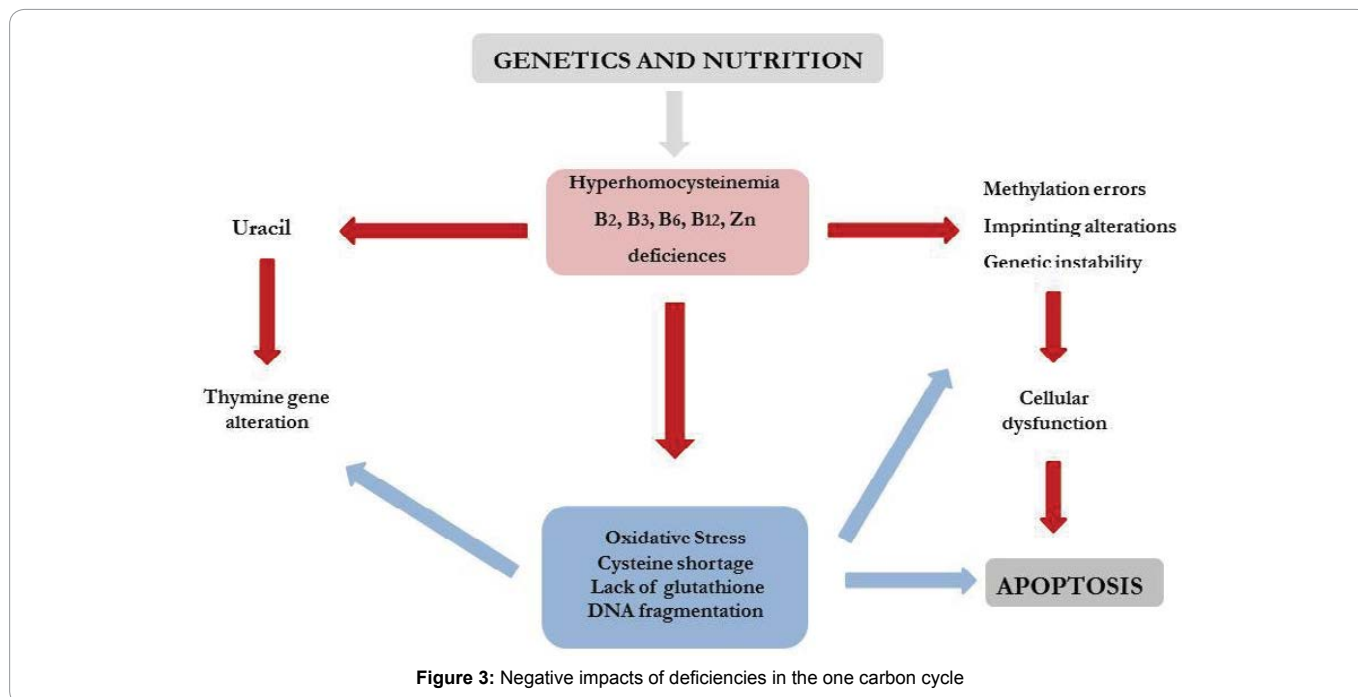 GENETICS AND NUTRITION
Hyperhomocysteinemia
B2, B3, B6, B12, Zn
deficiences
Uracil
Methylation errors
Imprinting alterations
Genetic instability
Thymine gene
alteration
Cellular
dysfunction
Oxidative Stress
Cysteine shortage
Lack of glutathione
DNA fragmentation
APOPTOSIS
Figure 3: Negative impacts of deficiencies in the one carbon cycle